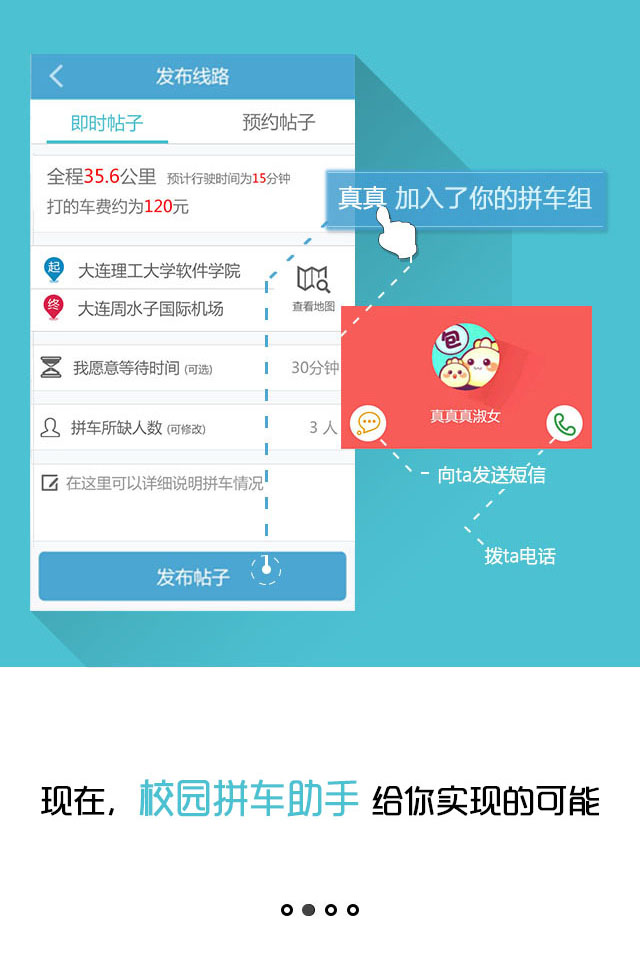 发布线路
即时帖子 预约帖子
全程35.6公里 预计行驶时间为15分钟
打的车费约为120元
真真 加入了你的拼车组
起 大连理工大学软件学院
终 大连周水子国际机场
查看地图
我愿意等待时间 (可选) 30分钟
包
真真真淑女
拼车所缺人数 (可修改) 3 人
向ta发送短信
在这里可以详细说明拼车情况
拨ta电话
发布帖子
现在，校园拼车助手 给你实现的可能